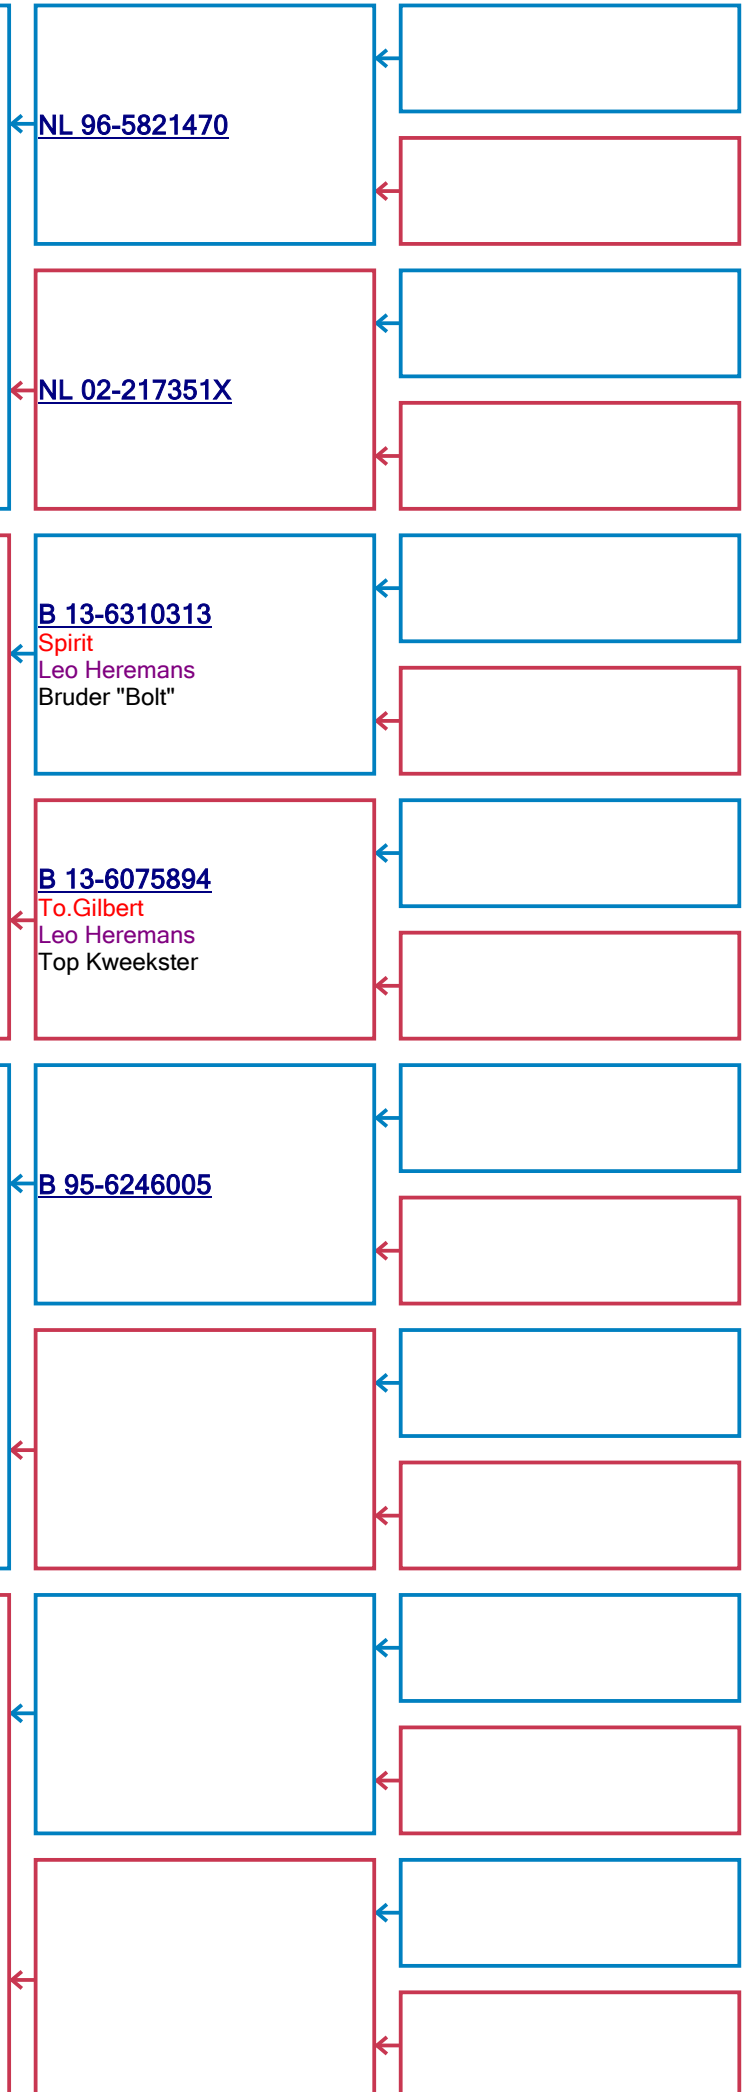 NL 96-5821470
NL 02-217351X
B 13-6310313
Spirit
Leo Heremans
Bruder "Bolt"
B 13-6075894
To.Gilbert
Leo Heremans
Top Kweekster
B 95-6246005